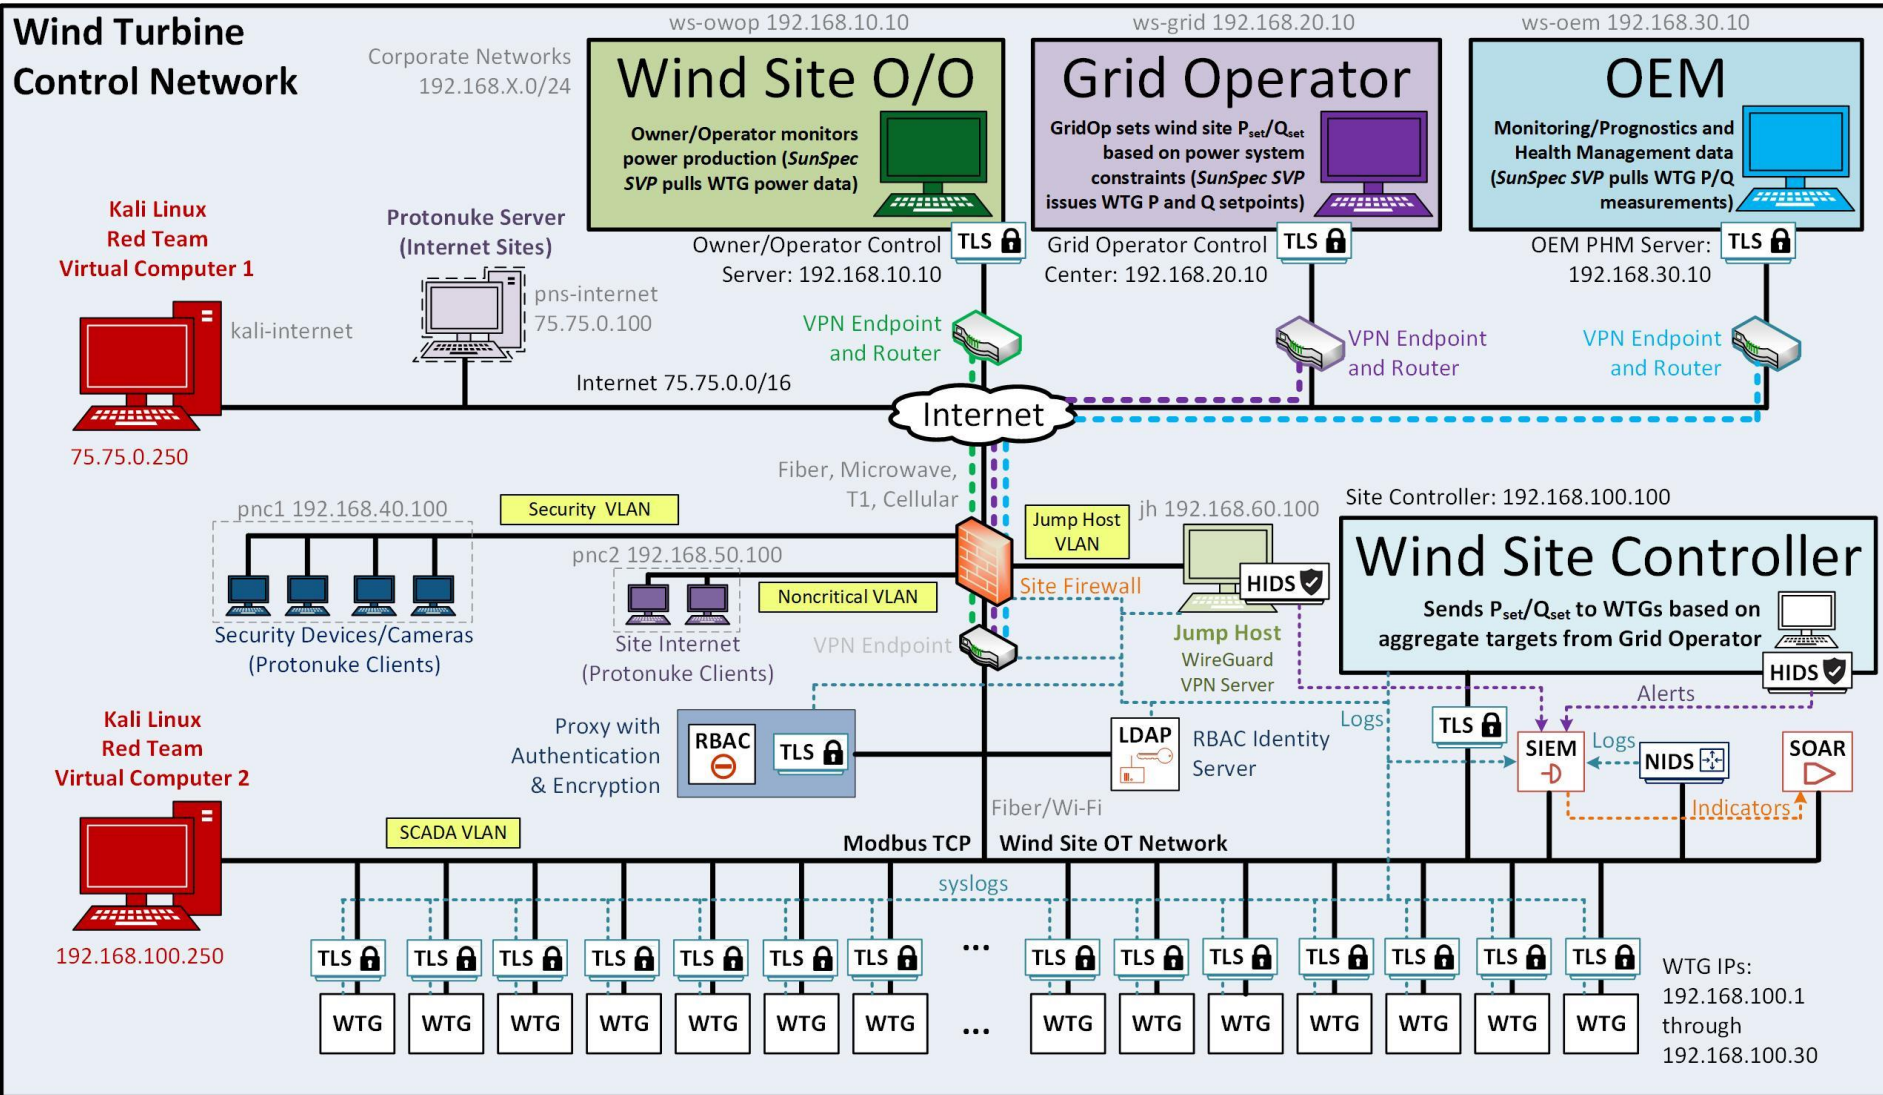 Wind Turbine
Control Network
Corporate Networks
192.168.X.0/24
ws-owop 192.168.10.10
Wind Site O/O
Owner/Operator monitors
power production (SunSpec
SVP pulls WTG power data)
ws-grid 192.168.20.10
Grid Operator
GridOp sets wind site Pset/Qset
based on power system
constraints (SunSpec SVP
issues WTG P and Q setpoints)
ws-oem 192.168.30.10
OEM
Monitoring/Prognostics and
Health Management data
(SunSpec SVP pulls WTG P/Q
measurements)
Owner/Operator Control
Server: 192.168.10.10
TLS
Grid Operator Control
Center: 192.168.20.10
TLS
OEM PHM Server:
192.168.30.10
TLS
Kali Linux
Red Team
Virtual Computer 1
kali-internet
75.75.0.250
Protonuke Server
(Internet Sites)
pns-internet
75.75.0.100
VPN Endpoint
and Router
VPN Endpoint
and Router
VPN Endpoint
and Router
Internet 75.75.0.0/16
Internet
Fiber, Microwave,
T1, Cellular
pnc1 192.168.40.100
Security VLAN
Security Devices/Cameras
(Protonuke Clients)
pnc2 192.168.50.100
Noncritical VLAN
Site Internet
(Protonuke Clients)
Jump Host
VLAN
jh 192.168.60.100
Site Firewall
HIDS
Jump Host
WireGuard
VPN Server
VPN Endpoint
Site Controller: 192.168.100.100
Wind Site Controller
Sends Pset/Qset to WTGs based on
aggregate targets from Grid Operator
HIDS
Alerts
Kali Linux
Red Team
Virtual Computer 2
192.168.100.250
Proxy with
Authentication
& Encryption
RBAC
TLS
LDAP
RBAC Identity
Server
Logs
TLS
SIEM
Logs
NIDS
SOAR
Indicators
Fiber/Wi-Fi
SCADA VLAN
Modbus TCP
Wind Site OT Network
syslogs
TLS TLS TLS TLS TLS TLS TLS ... TLS TLS TLS TLS TLS TLS TLS
WTG WTG WTG WTG WTG WTG WTG ... WTG WTG WTG WTG WTG WTG WTG
WTG IPs:
192.168.100.1
through
192.168.100.30